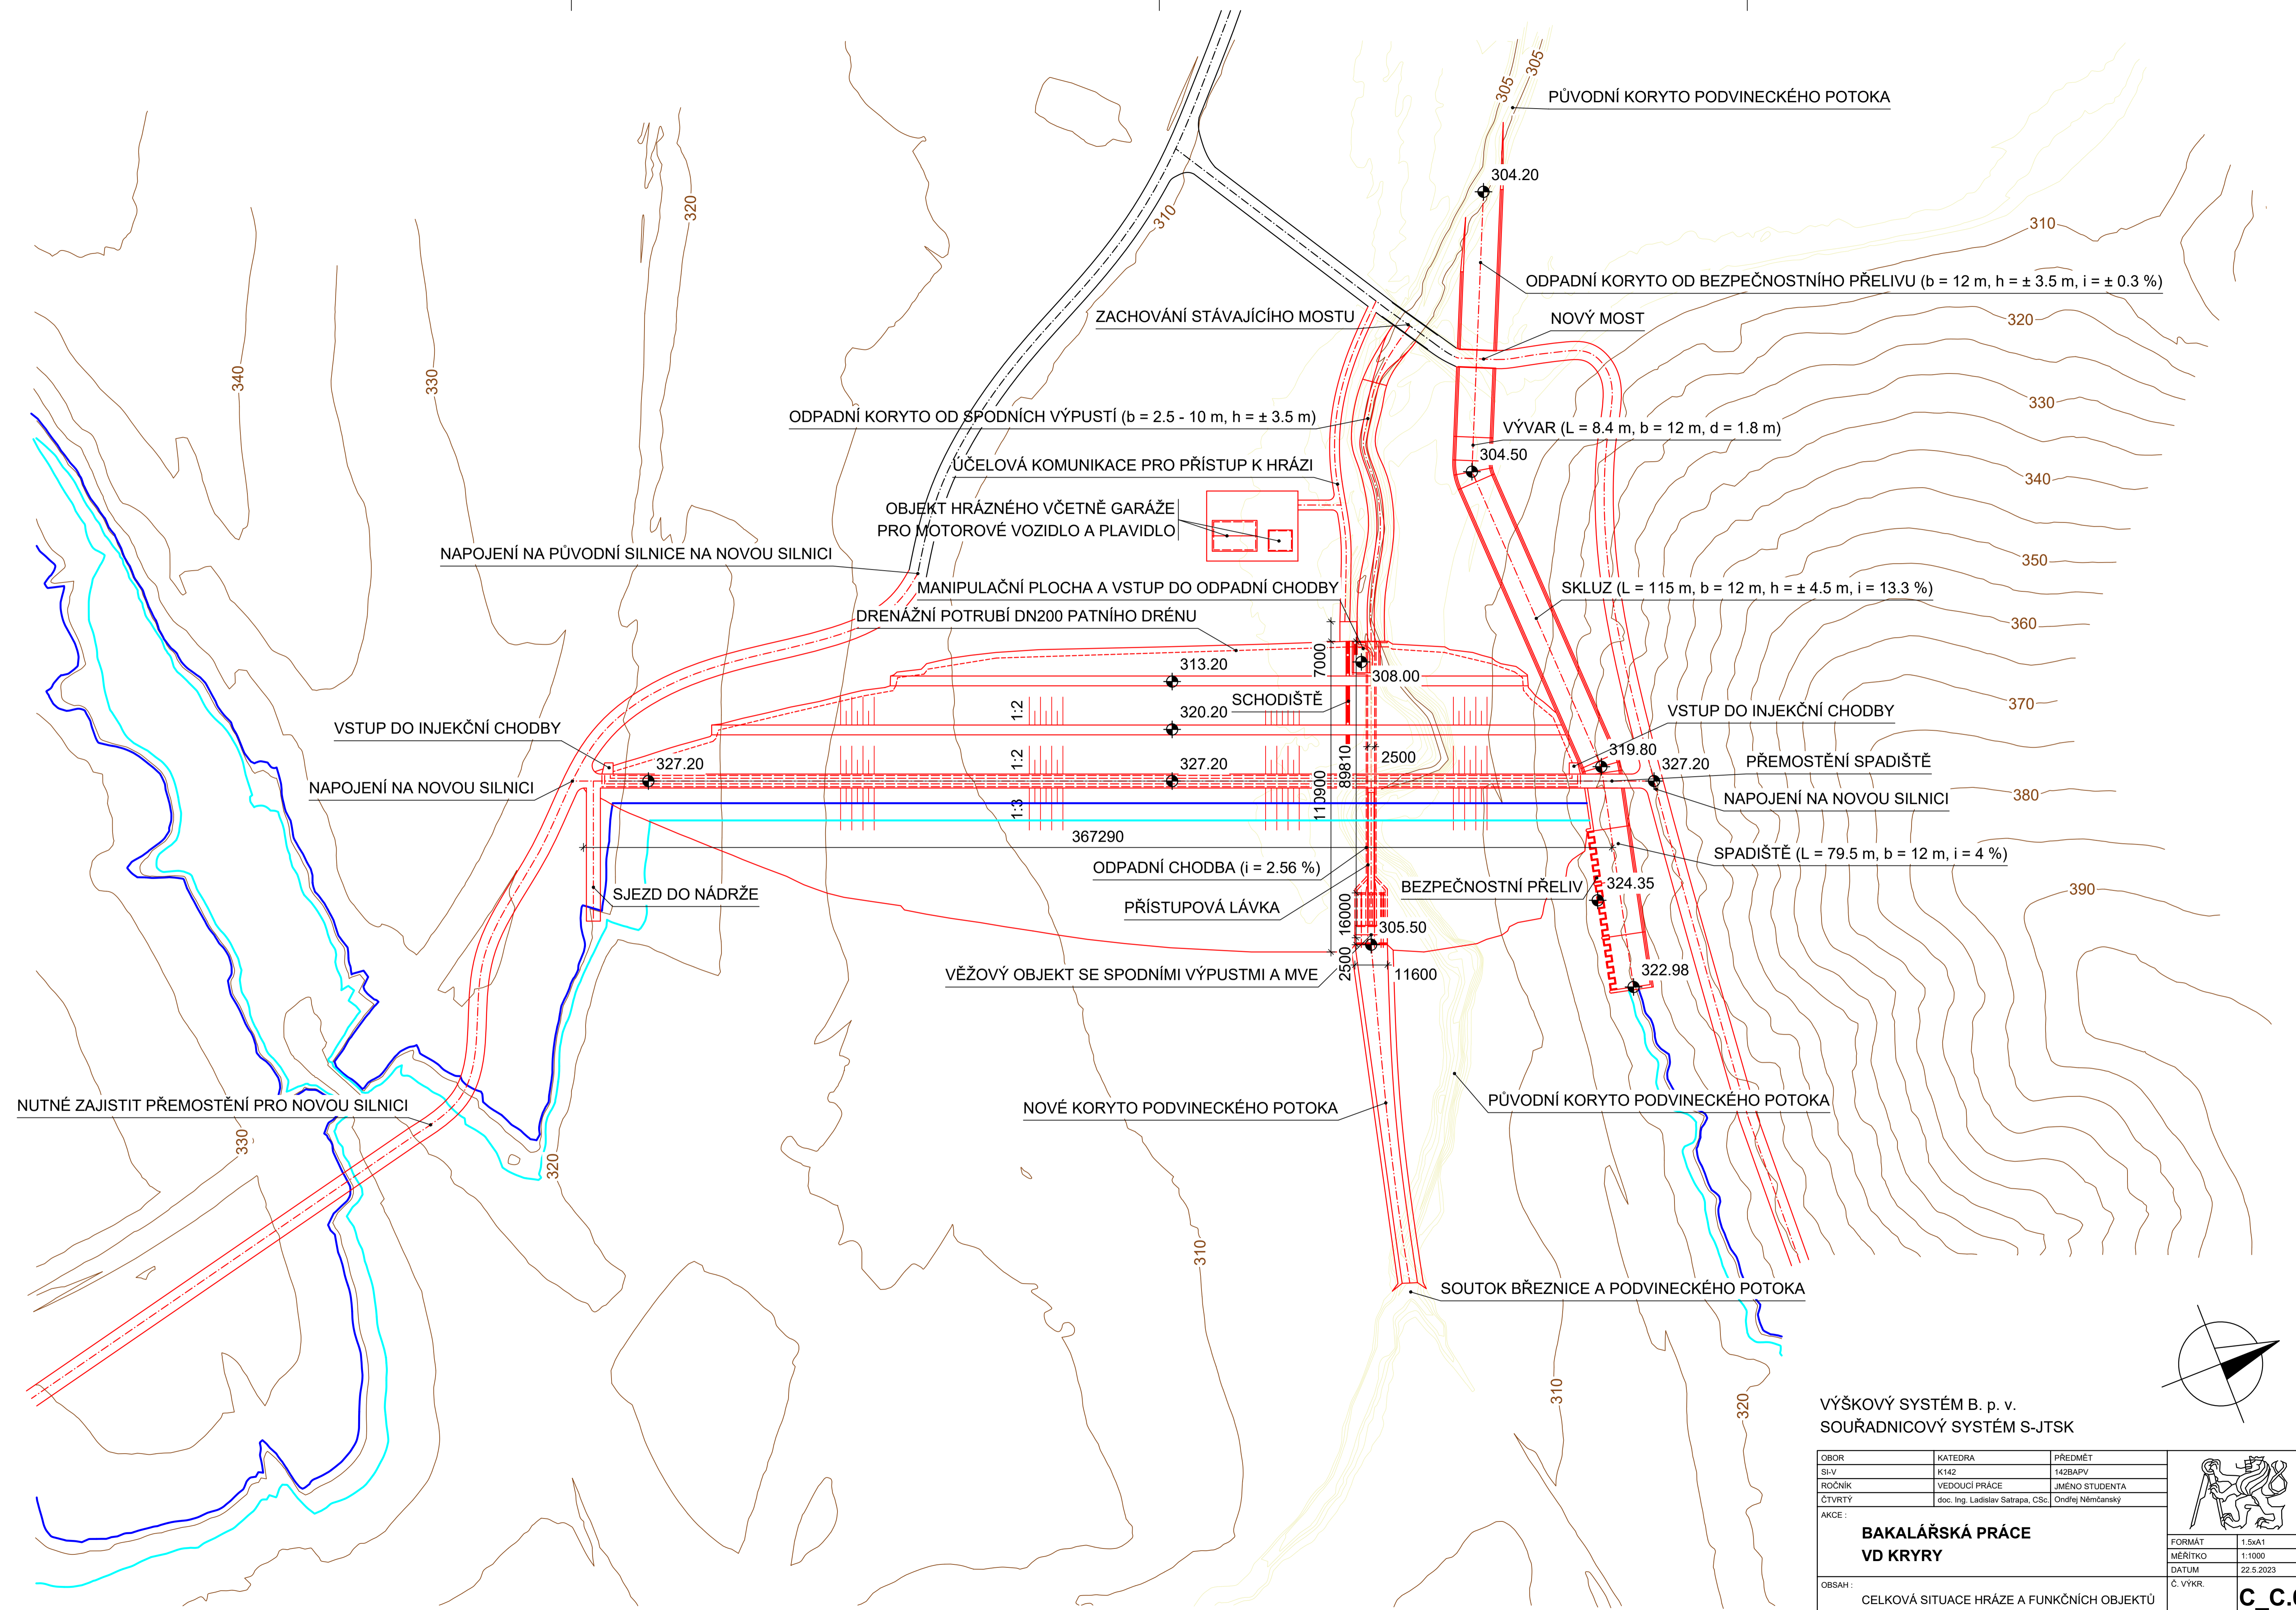 305
305
PŮVODNÍ KORYTO PODVINECKÉHO POTOKA
304.20
320
310
310
ODPADNÍ KORYTO OD BEZPEČNOSTNÍHO PŘELIVU (b = 12 m, h = ± 3.5 m, i = ± 0.3 %)
ZACHOVÁNÍ STÁVAJÍCÍHO MOSTU
NOVÝ MOST
320
340
330
330
ODPADNÍ KORYTO OD SPODNÍCH VÝPUSTÍ (b = 2.5 - 10 m, h = ± 3.5 m)
VÝVAR (L = 8.4 m, b = 12 m, d = 1.8 m)
304.50
ÚČELOVÁ KOMUNIKACE PRO PŘÍSTUP K HRÁZI
340
OBJEKT HRÁZNÉHO VČETNĚ GARÁŽE
PRO MOTOROVÉ VOZIDLO A PLAVIDLO
NAPOJENÍ NA PŮVODNÍ SILNICE NA NOVOU SILNICI
350
MANIPULAČNÍ PLOCHA A VSTUP DO ODPADNÍ CHODBY
SKLUZ (L = 115 m, b = 12 m, h = ± 4.5 m, i = 13.3 %)
DRENÁŽNÍ POTRUBÍ DN200 PATNÍHO DRÉNU
360
7000
313.20
308.00
SCHODIŠTĚ
370
1:2
320.20
VSTUP DO INJEKČNÍ CHODBY
VSTUP DO INJEKČNÍ CHODBY
319.80
1:2
327.20
327.20
89810
2500
327.20
PŘEMOSTĚNÍ SPADIŠTĚ
NAPOJENÍ NA NOVOU SILNICI
110900
NAPOJENÍ NA NOVOU SILNICI
380
1:3
367290
SPADIŠTĚ (L = 79.5 m, b = 12 m, i = 4 %)
ODPADNÍ CHODBA (i = 2.56 %)
BEZPEČNOSTNÍ PŘELIV
324.35
390
SJEZD DO NÁDRŽE
PŘÍSTUPOVÁ LÁVKA
16000
305.50
2500
11600
322.98
VĚŽOVÝ OBJEKT SE SPODNÍMI VÝPUSTMI A MVE
NUTNÉ ZAJISTIT PŘEMOSTĚNÍ PRO NOVOU SILNICI
NOVÉ KORYTO PODVINECKÉHO POTOKA
PŮVODNÍ KORYTO PODVINECKÉHO POTOKA
330
320
310
SOUTOK BŘEZNICE A PODVINECKÉHO POTOKA
310
320
VÝŠKOVÝ SYSTÉM B. p. v.
SOUŘADNICOVÝ SYSTÉM S-JTSK
OBOR KATEDRA PŘEDMĚT
SI-V K142 142BAPV
ROČNÍK VEDOUCÍ PRÁCE JMÉNO STUDENTA
ČTVRTÝ doc. Ing. Ladislav Satrapa, CSc. Ondřej Němčanský
AKCE :
BAKALÁŘSKÁ PRÁCE
VD KRYRY
FORMÁT 1.5xA1
MĚŘÍTKO 1:1000
DATUM 22.5.2023
OBSAH :
CELKOVÁ SITUACE HRÁZE A FUNKČNÍCH OBJEKTŮ
Č. VÝKR.